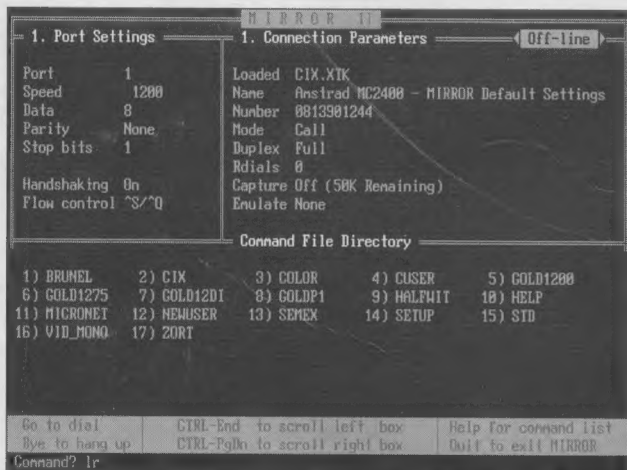 MIRROR II
1. Port Settings
Port 1
Speed 1200
Data 8
Parity None
Stop bits 1
Handshaking On
Flow control ^S/^Q
1. Connection Parameters
Off-line
Loaded CIX.XTK
Name Amstrad MC2400 - MIRROR Default Settings
Number 0813901244
Mode Call
Duplex Full
Rdials 0
Capture Off (50K Remaining)
Emulate None
Command File Directory
1) BRUNEL 2) CIX 3) COLOR 4) CUSER 5) GOLD1200
6) GOLD1275 7) GOLD12DI 8) GOLDP1 9) HALFWIT 10) HELP
11) MICRONET 12) NEWUSER 13) SEMEX 14) SETUP 15) STD
16) VID_MONO 17) ZORT
Go to dial CTRL-End to scroll left box Help for command list
Bye to hang up CTRL-PgDn to scroll right box Quit to exit MIRROR
Command? lr